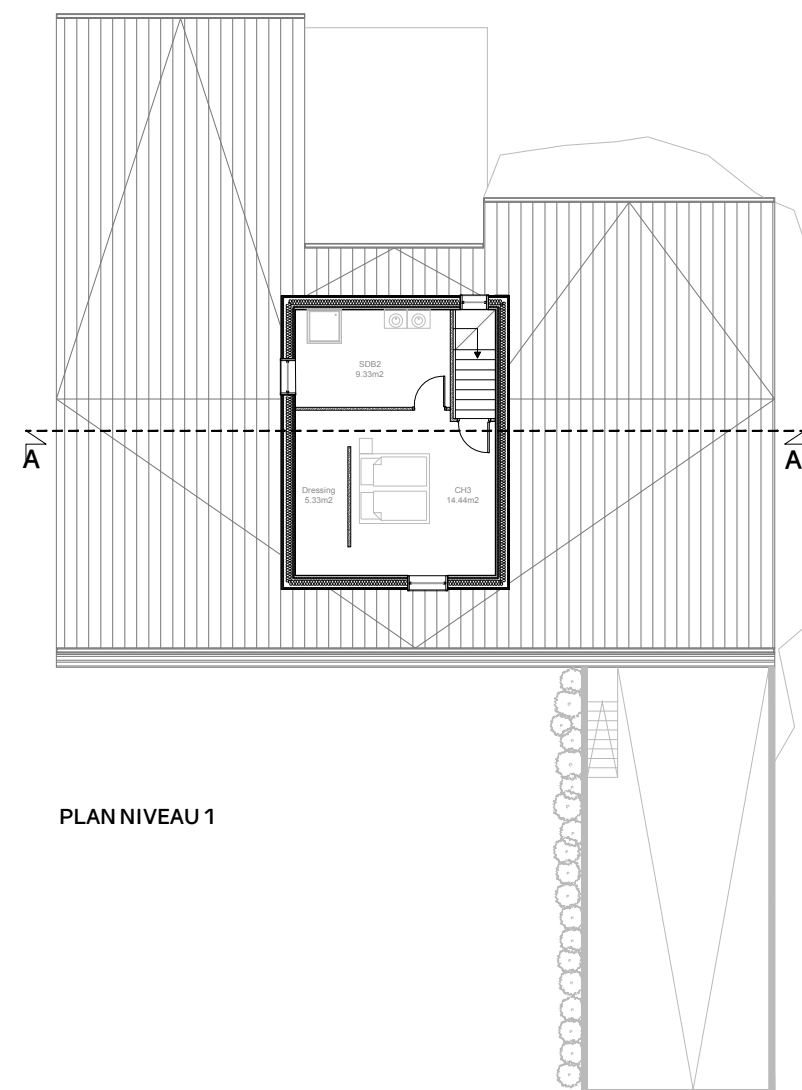 SDB2
9.33m2
A
A
Dressing
5.33m2
CH3
14.44m2
PLAN NIVEAU 1